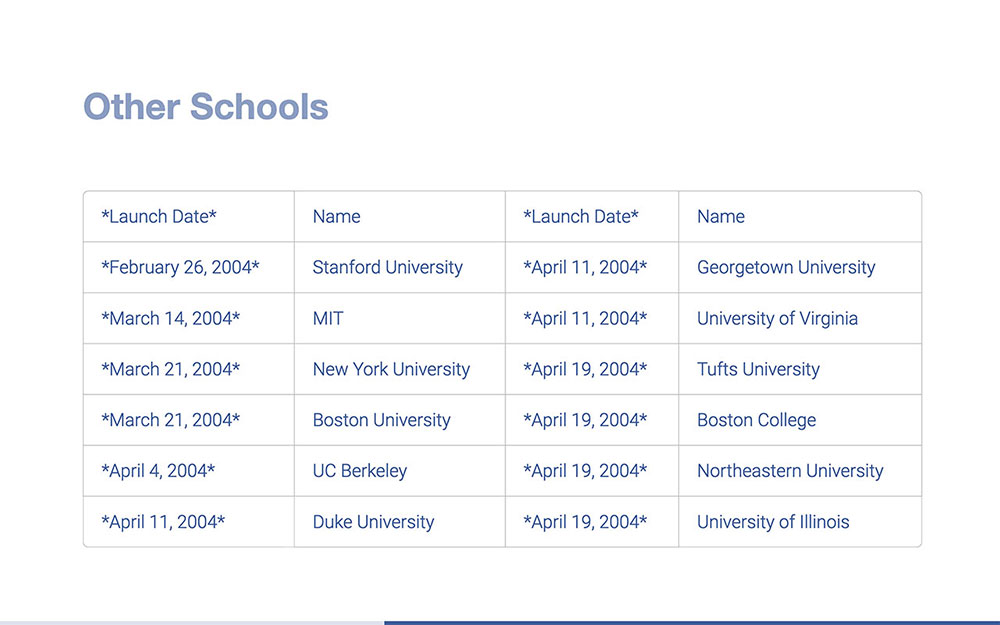 Other Schools
*Launch Date* Name *Launch Date* Name
*February 26, 2004* Stanford University *April 11, 2004* Georgetown University
*March 14, 2004* MIT *April 11, 2004* University of Virginia
*March 21, 2004* New York University *April 19, 2004* Tufts University
*March 21, 2004* Boston University *April 19, 2004* Boston College
*April 4, 2004* UC Berkeley *April 19, 2004* Northeastern University
*April 11, 2004* Duke University *April 19, 2004* University of Illinois